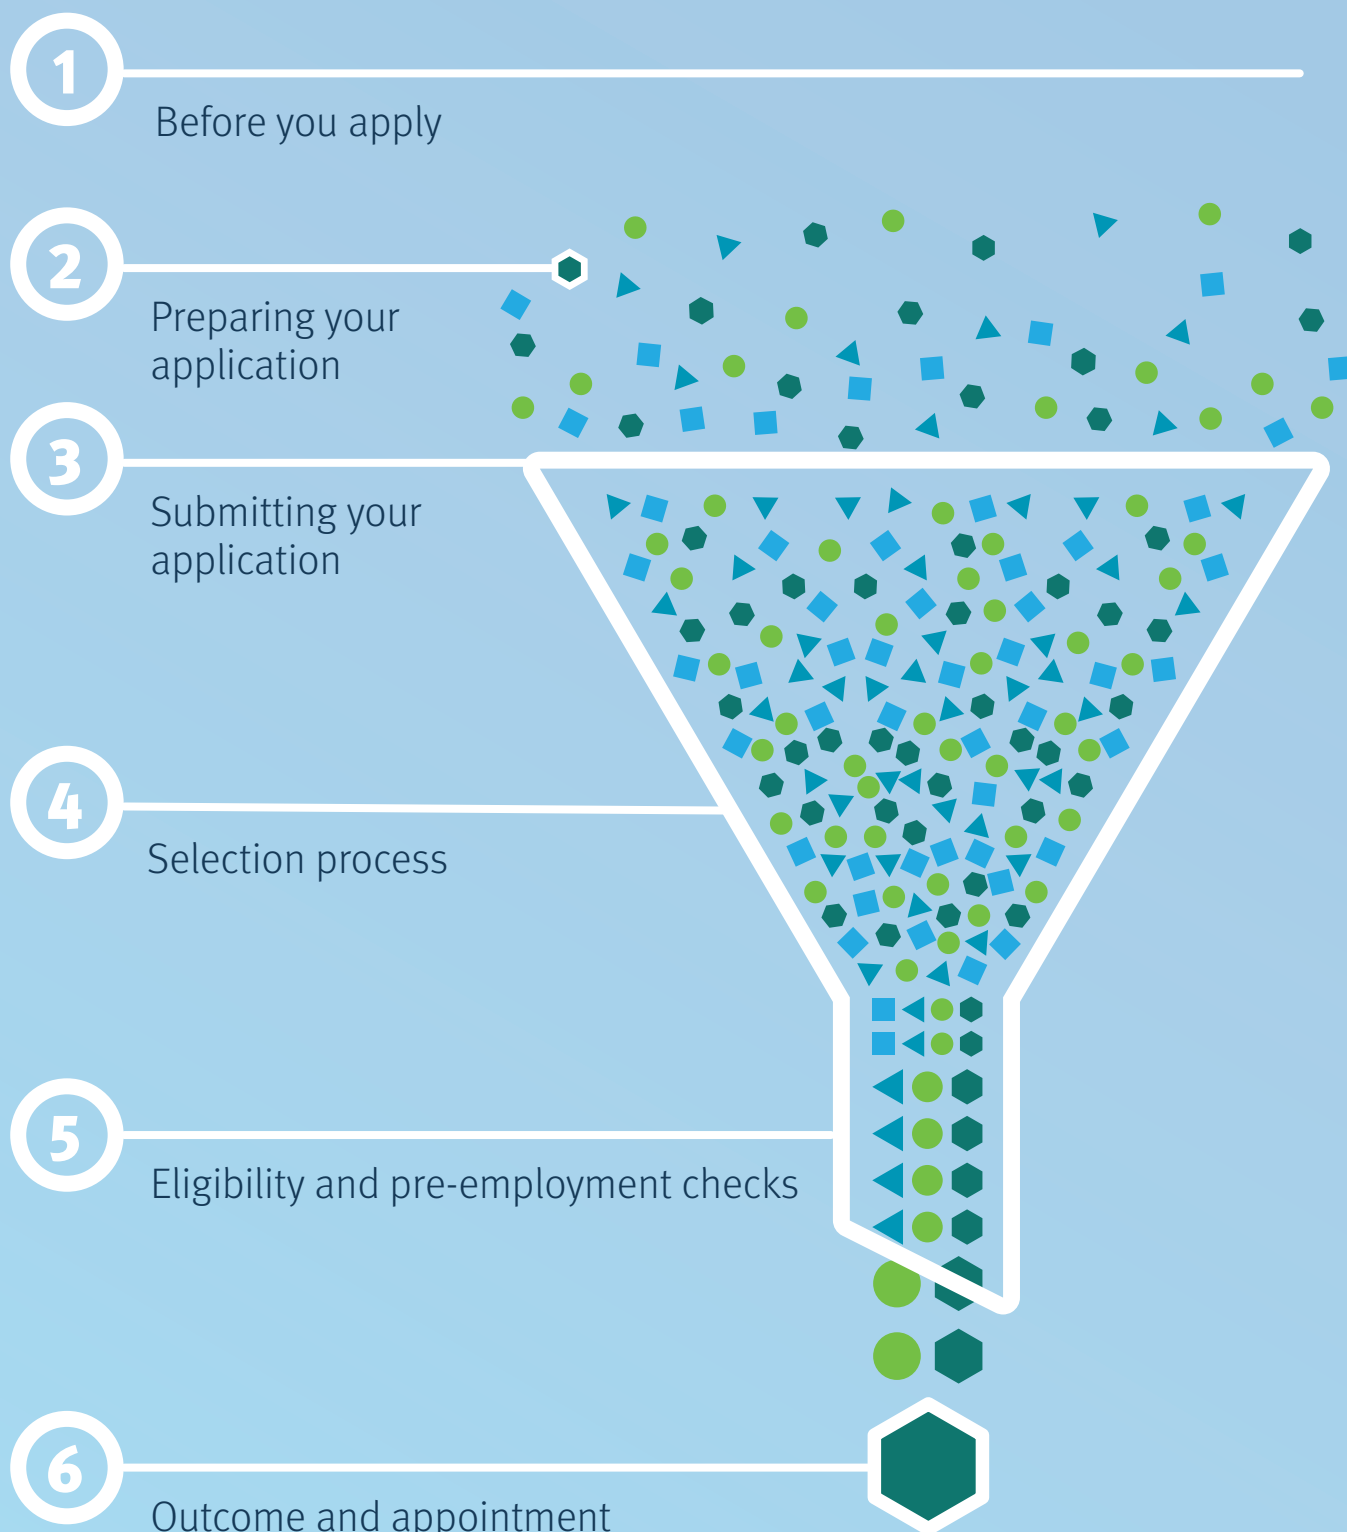 1
Before you apply
2
Preparing your
application
3
Submitting your
application
4
Selection process
5
Eligibility and pre-employment checks
6
Outcome and appointment